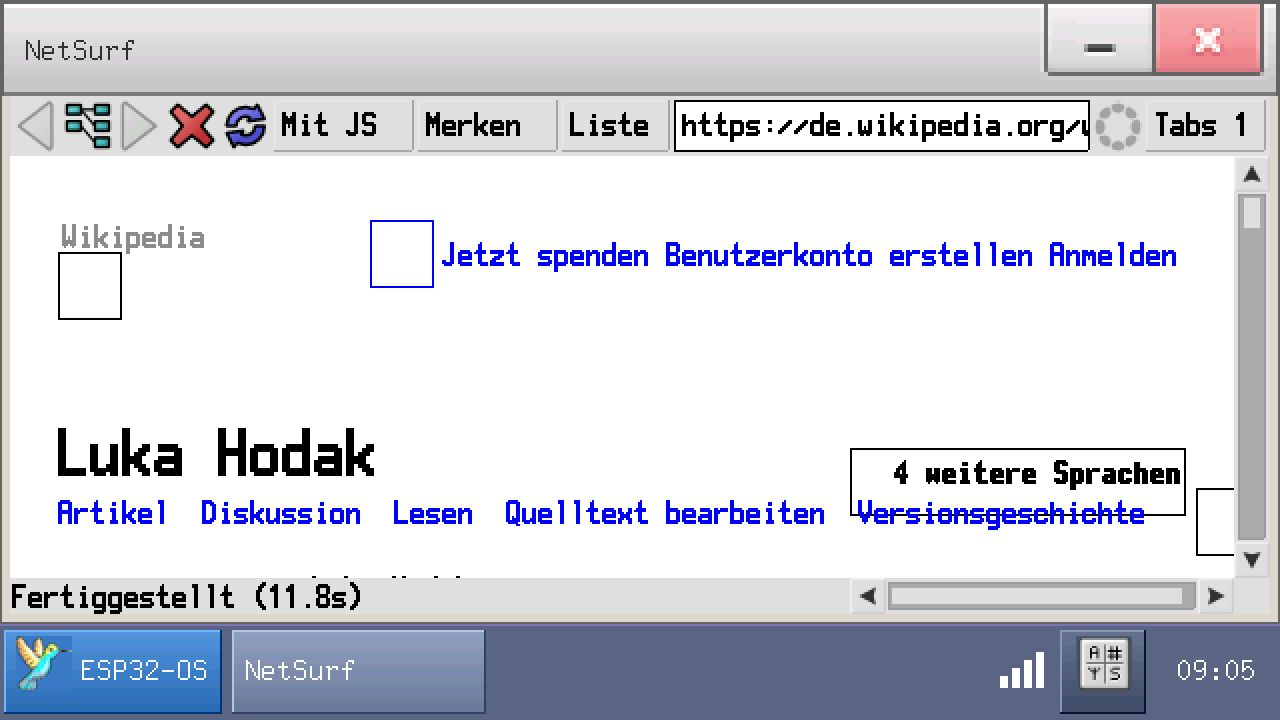 NetSurf
Mit JS Merken Liste https://de.wikipedia.org/ Tabs 1
Wikipedia
Jetzt spenden Benutzerkonto erstellen Anmelden
Luka Hodak
4 weitere Sprachen
Artikel Diskussion Lesen Quelltext bearbeiten Versionsgeschichte
Fertiggestellt (11.8s)
ESP32-OS NetSurf A # Y S 09:05